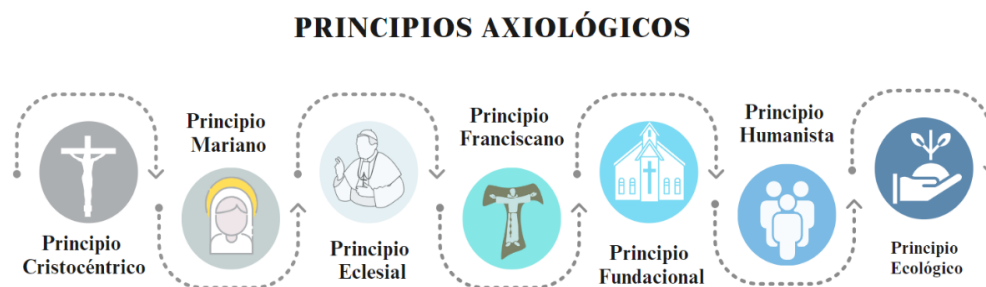 PRINCIPIOS AXIOLÓGICOS
Principio
Cristocéntrico
Principio
Mariano
Principio
Eclesial
Principio
Franciscano
Principio
Fundacional
Principio
Humanista
Principio
Ecológico